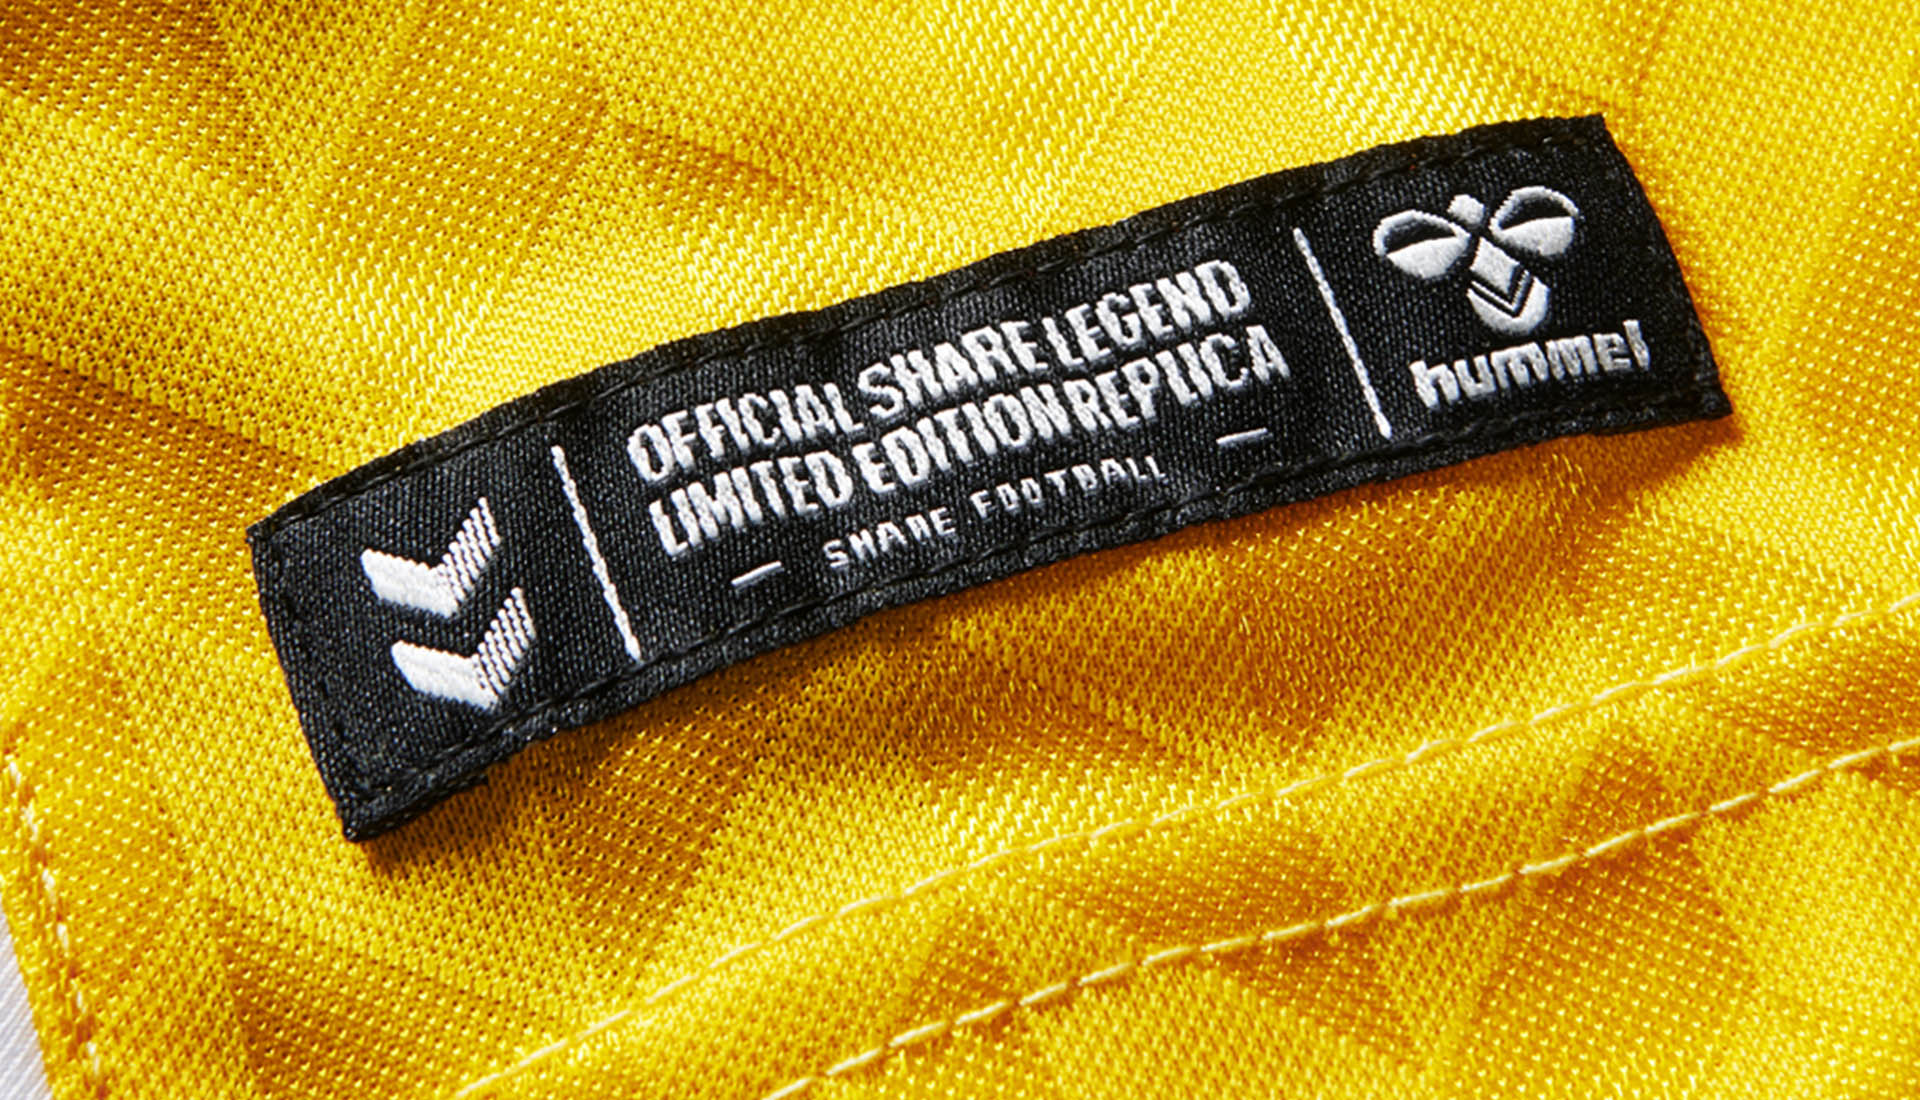 OFFICIAL SHARE LEGEND
LIMITED EDITION REPLICA
SHARE FOOTBALL
hummel